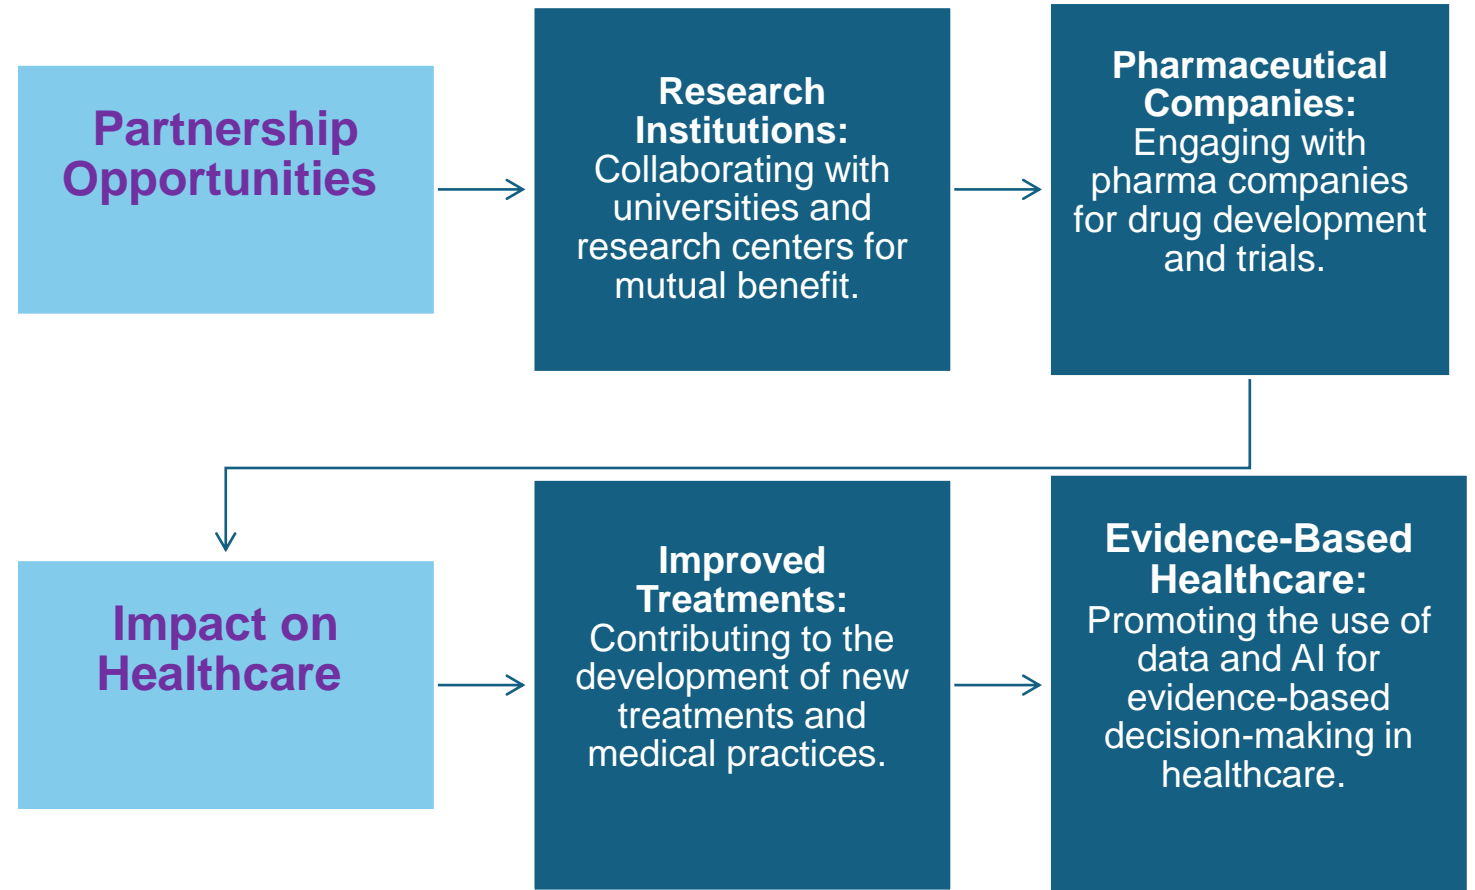 Partnership
Opportunities
Research
Institutions:
Collaborating with
universities and
research centers for
mutual benefit.
Pharmaceutical
Companies:
Engaging with
pharma companies
for drug development
and trials.
Impact on
Healthcare
Improved
Treatments:
Contributing to the
development of new
treatments and
medical practices.
Evidence-Based
Healthcare:
Promoting the use of
data and AI for
evidence-based
decision-making in
healthcare.